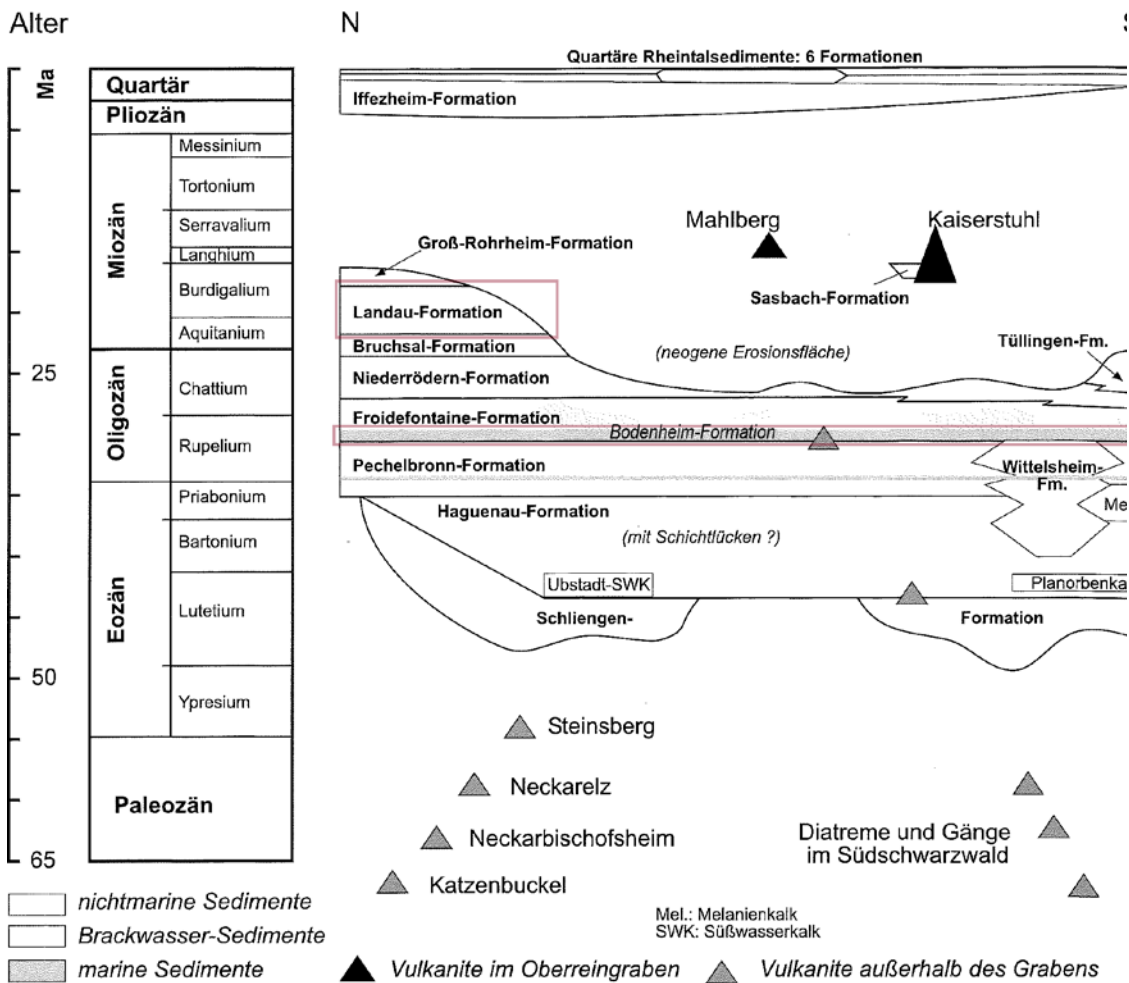 Alter
N
S
Ma
Quartär
Pliozän
Miozän
Messinium
Tortonium
Serravalium
Langhium
Burdigalium
Aquitanium
25
Oligozän
Chattium
Rupelium
Eozän
Priabonium
Bartonium
Lutetium
50
Ypresium
Paleozän
65
Quartäre Rheintalsedimente: 6 Formationen
Iffezheim-Formation
Mahlberg
Kaiserstuhl
Groß-Rohrheim-Formation
Sasbach-Formation
Landau-Formation
Bruchsal-Formation
(neogene Erosionsfläche)
Tüllingen-Fm.
Niederrödern-Formation
Froidefontaine-Formation
Bodenheim-Formation
Pechelbronn-Formation
Wittelsheim-
Fm.
Me
Haguenau-Formation
(mit Schichtlücken ?)
Ubstadt-SWK
Planorbenka
Schliengen-
Formation
Steinsberg
Neckarelz
Neckarbischofsheim
Katzenbuckel
Diatreme und Gänge
im Südschwarzwald
Mel.: Melanienkalk
SWK: Süßwasserkalk
nichtmarine Sedimente
Brackwasser-Sedimente
marine Sedimente
Vulkanite im Oberreingraben
Vulkanite außerhalb des Grabens